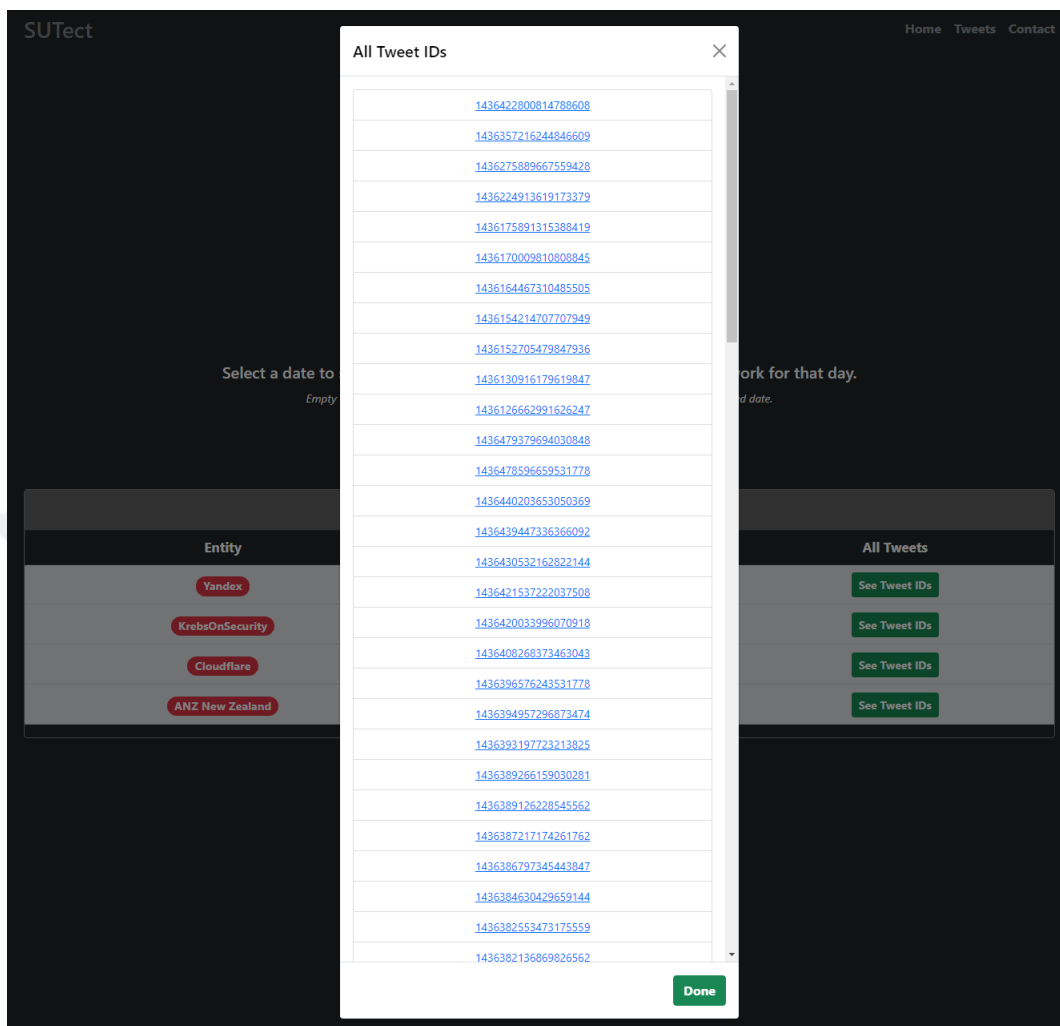 SUTect
Home Tweets Contact
All Tweet IDs
1436422800814788608
1436357216244846609
1436275889667559428
1436224913619173379
1436175891315388419
1436170009810808845
1436164467310485505
1436154214707707949
1436152705479847936
1436130916179619847
1436126662991626247
1436479379694030848
1436478596659531778
1436440203653050369
1436439447336366092
1436430532162822144
1436421537222037508
1436420033996070918
1436408268373463043
1436396576243531778
1436394957296873474
1436393197723213825
1436389266159030281
1436389126228545562
1436387217174261762
1436386797345443847
1436384630429659144
1436382553473175559
1436382136869826562
Done
Select a date to
ork for that day.
Empty
d date.
Entity
All Tweets
Yandex
See Tweet IDs
KrebsOnSecurity
See Tweet IDs
Cloudflare
See Tweet IDs
ANZ New Zealand
See Tweet IDs